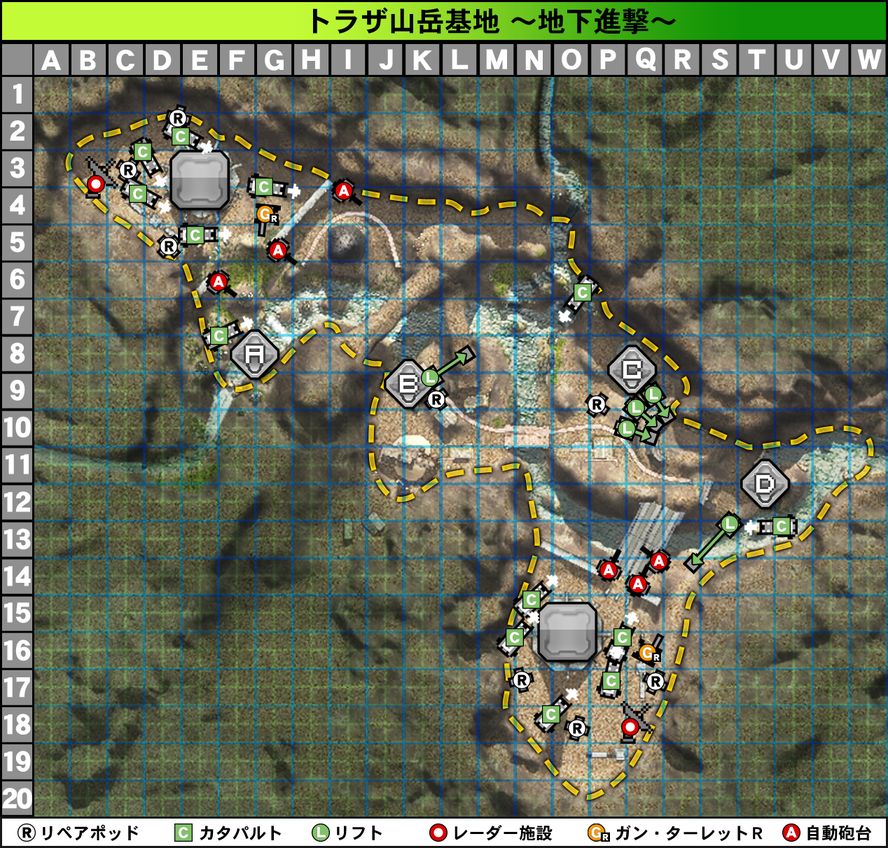 トラザ山岳基地 ～地下進撃～
A B C D E F G H I J K L M N O P Q R S T U V W
1
R
2 C
C
3 R
C C A
4 GR
5 R C A
6 A C
7 C
8 A C
9 B L R R L L
10 L
11
12 D
13 L C
14 A A A
15 C
16 C C GR
17 R C R
18 C R
19
20
R リペアポッド C カタパルト L リフト レーダー施設 GR ガン・ターレットR A 自動砲台